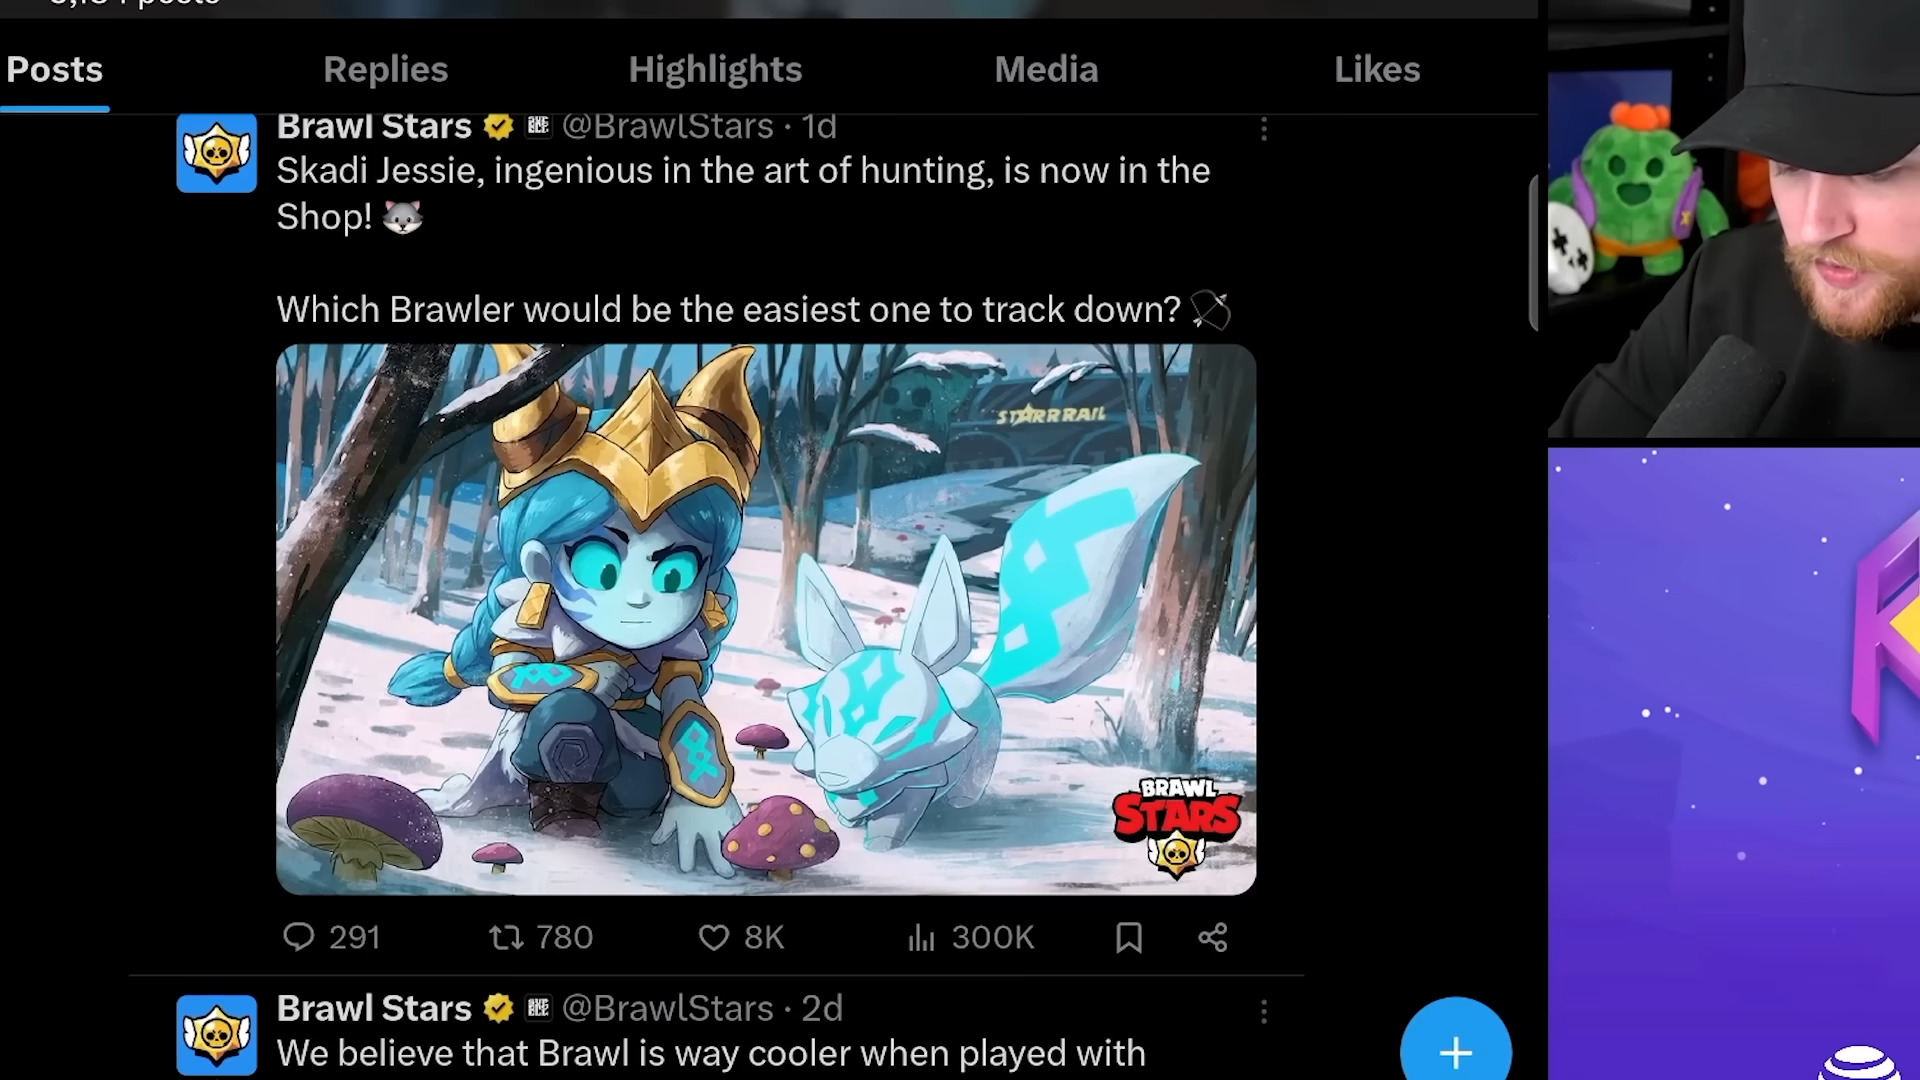 posts
Posts Replies Highlights Media Likes
Brawl Stars @BrawlStars · 1d
Skadi Jessie, ingenious in the art of hunting, is now in the
Shop! 🐺
Which Brawler would be the easiest one to track down? 🏹
STARRRAIL
BRAWL
STARS
291 780 8K 300K
Brawl Stars @BrawlStars · 2d
We believe that Brawl is way cooler when played with